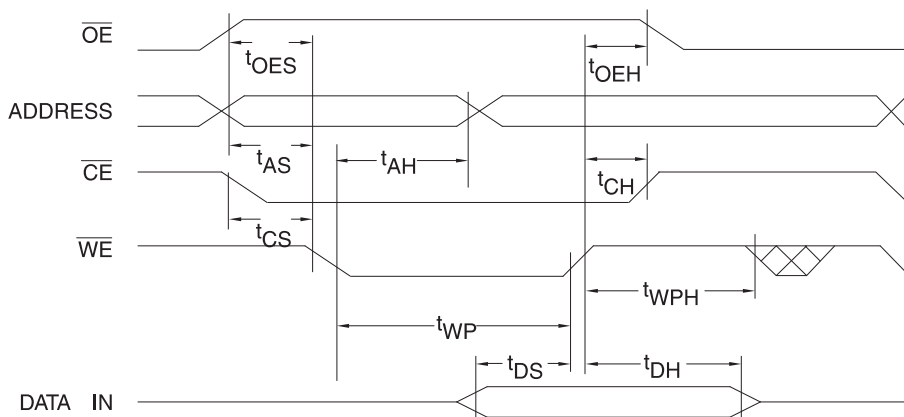 OE
tOES
tOEH
ADDRESS
tAS
tAH
CE
tCH
tCS
WE
tWPH
tWP
tDS
tDH
DATA IN